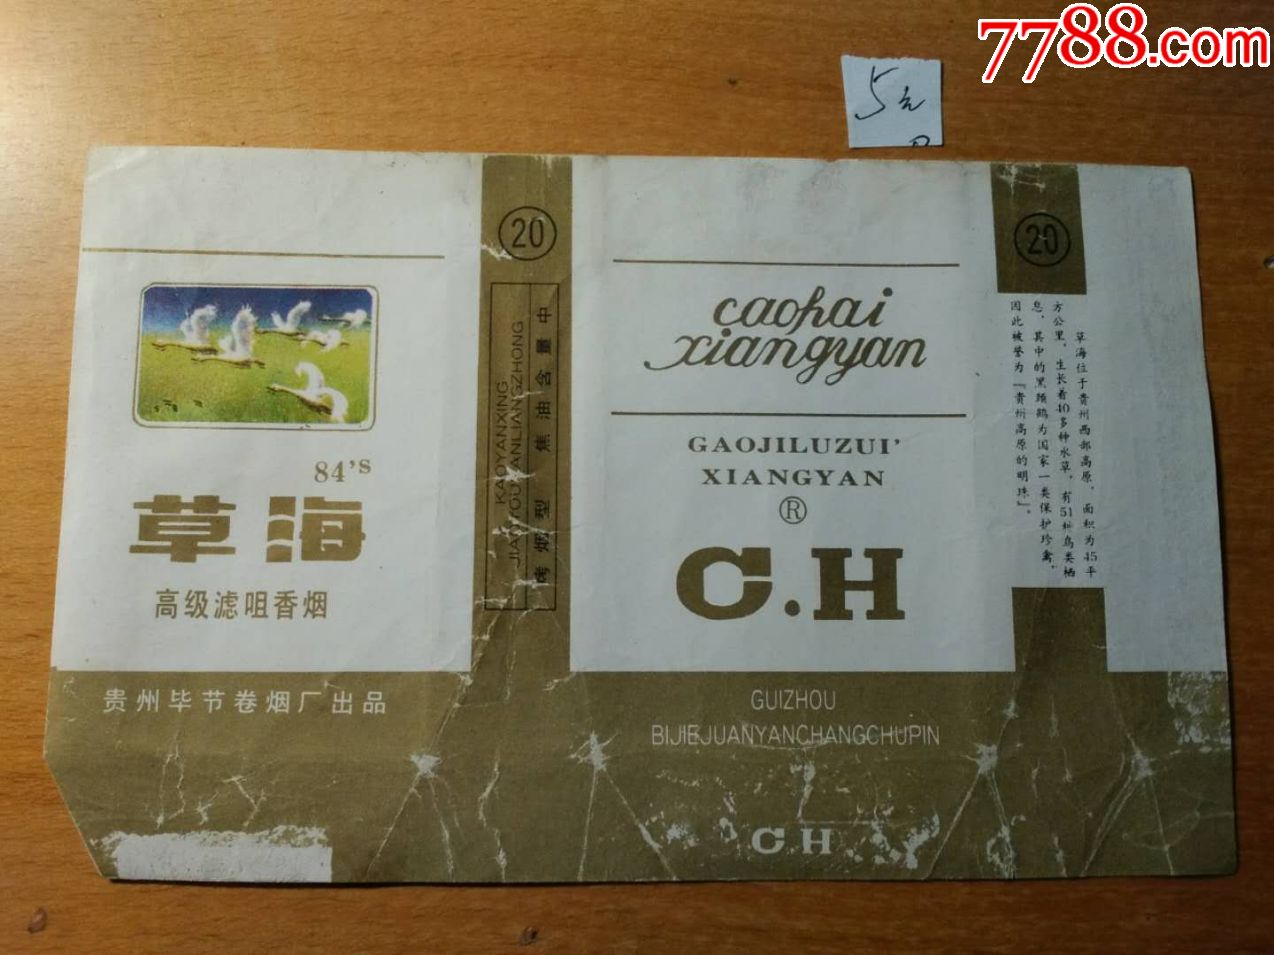 7788.com
5元
84's
草海
高级滤咀香烟
贵州毕节卷烟厂出品
20
KAOYANXING
JIAOYOUHANLIANGZHONG
烤烟型 焦油含量中
caohai
xiangyan
GAOJILUZUI'
XIANGYAN
®
C.H
GUIZHOU
BIJIEJUANYANCHANGCHUPIN
C H
20
草海位于贵州西部高原，面积为45平
方公里，生长着40多种水草，有51种鸟类栖
息，其中的黑颈鹤为国家一类保护珍禽，
因此被誉为“贵州高原的明珠”。